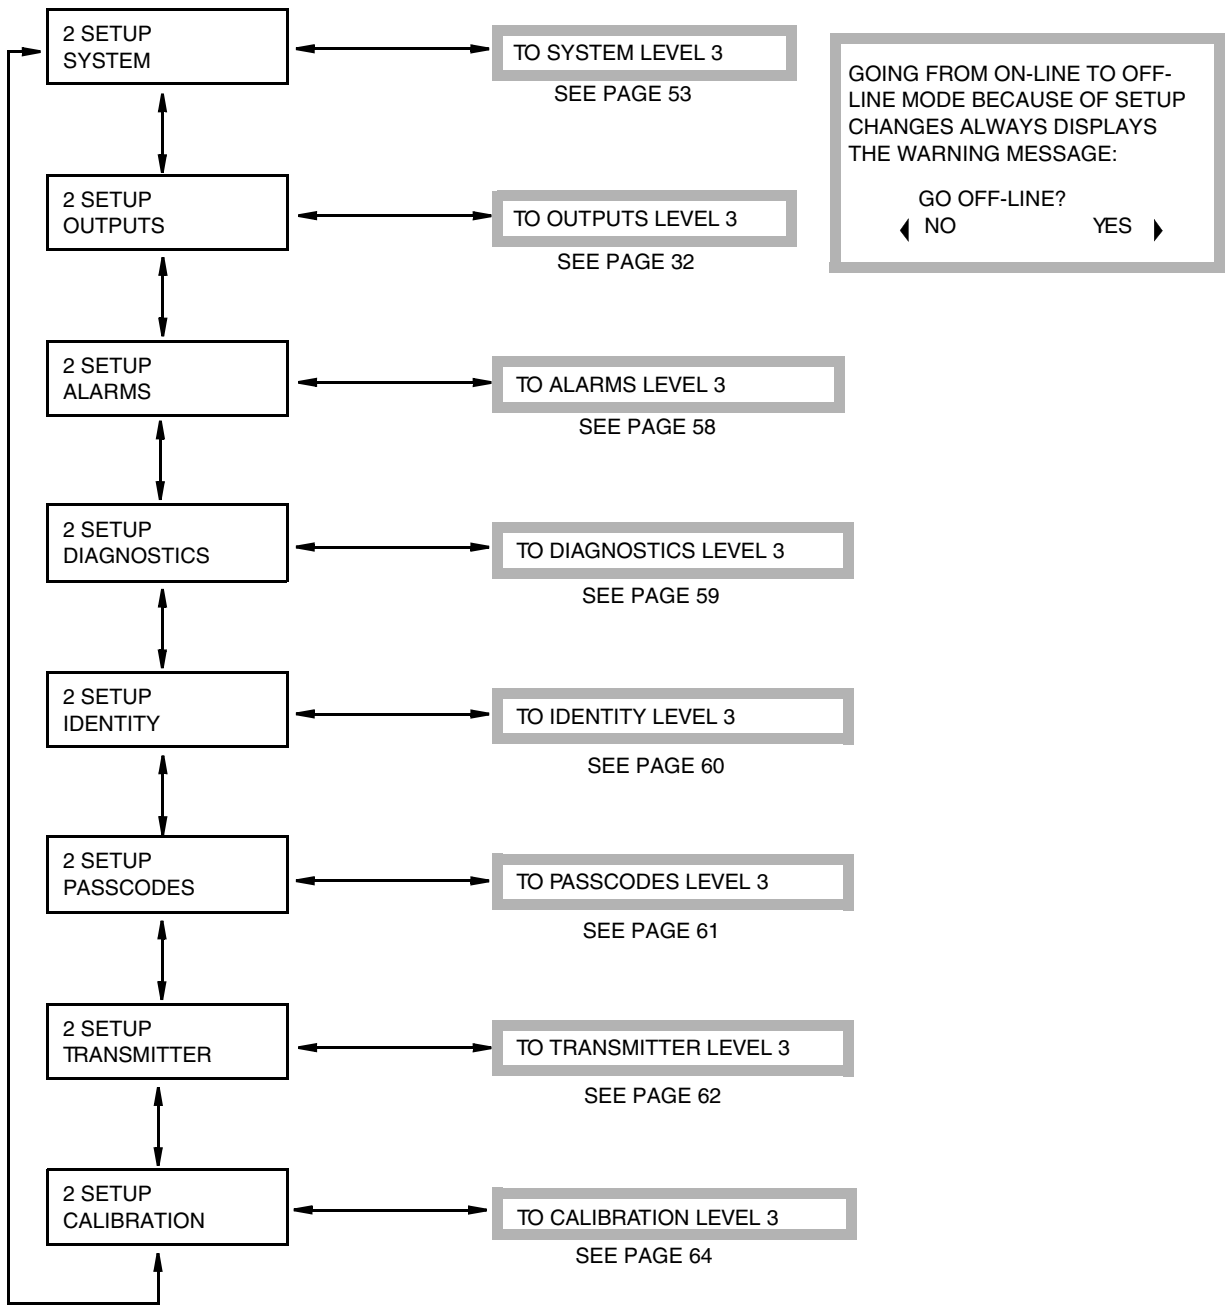 2 SETUP
SYSTEM
TO SYSTEM LEVEL 3
SEE PAGE 53
GOING FROM ON-LINE TO OFF-
LINE MODE BECAUSE OF SETUP
CHANGES ALWAYS DISPLAYS
THE WARNING MESSAGE:
GO OFF-LINE?
NO YES
2 SETUP
OUTPUTS
TO OUTPUTS LEVEL 3
SEE PAGE 32
2 SETUP
ALARMS
TO ALARMS LEVEL 3
SEE PAGE 58
2 SETUP
DIAGNOSTICS
TO DIAGNOSTICS LEVEL 3
SEE PAGE 59
2 SETUP
IDENTITY
TO IDENTITY LEVEL 3
SEE PAGE 60
2 SETUP
PASSCODES
TO PASSCODES LEVEL 3
SEE PAGE 61
2 SETUP
TRANSMITTER
TO TRANSMITTER LEVEL 3
SEE PAGE 62
2 SETUP
CALIBRATION
TO CALIBRATION LEVEL 3
SEE PAGE 64